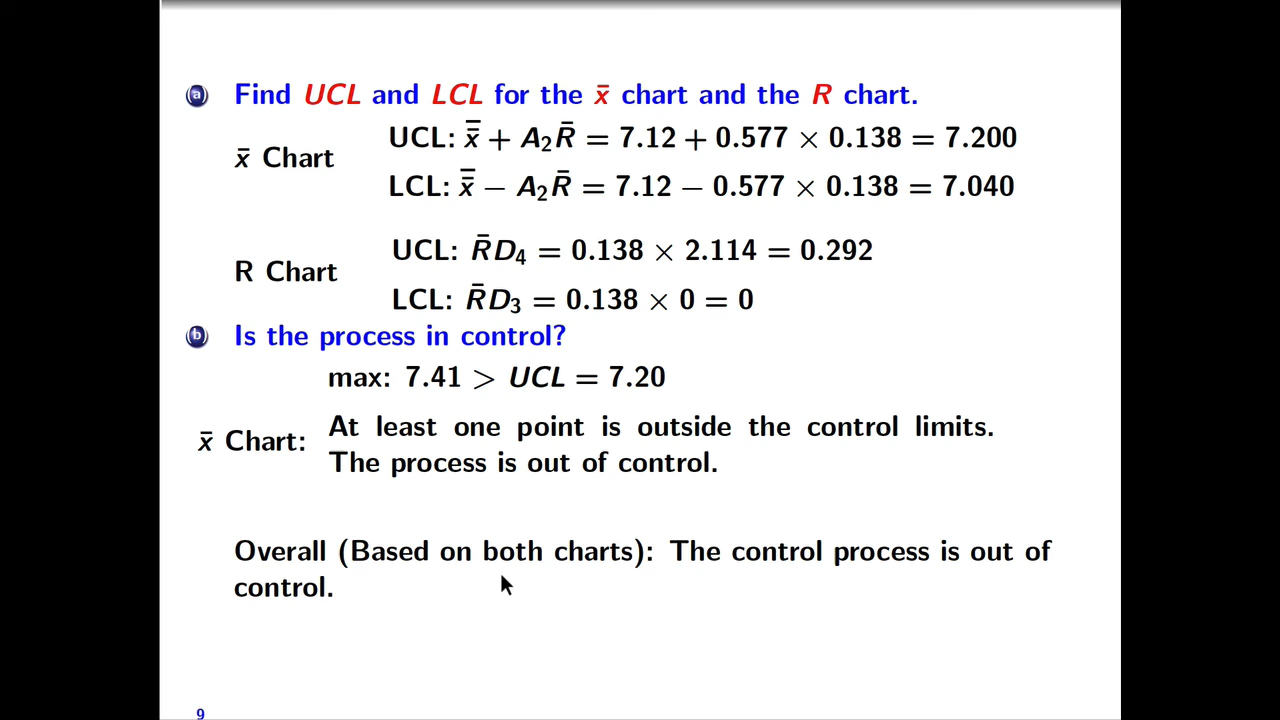 a Find UCL and LCL for the x̄ chart and the R chart.
x̄ Chart
UCL: x̿ + A₂R̄ = 7.12 + 0.577 × 0.138 = 7.200
LCL: x̿ − A₂R̄ = 7.12 − 0.577 × 0.138 = 7.040
R Chart
UCL: R̄D₄ = 0.138 × 2.114 = 0.292
LCL: R̄D₃ = 0.138 × 0 = 0
b Is the process in control?
max: 7.41 > UCL = 7.20
x̄ Chart:
At least one point is outside the control limits.
The process is out of control.
Overall (Based on both charts): The control process is out of
control.
9